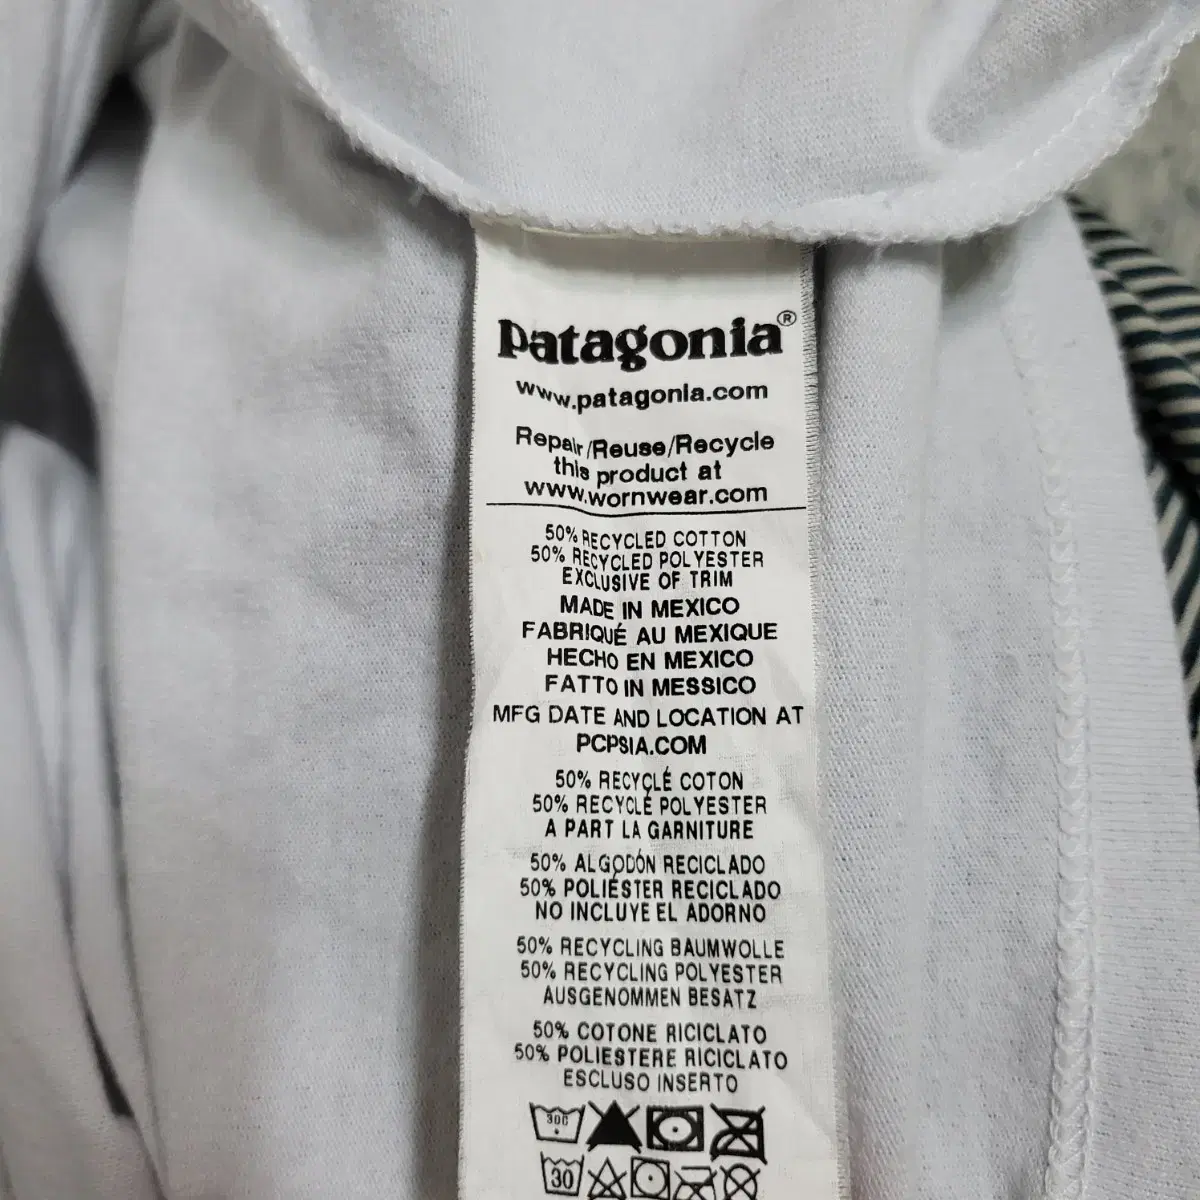 patagonia®
www.patagonia.com
Repair/Reuse/Recycle
this product at
www.wornwear.com
50% RECYCLED COTTON
50% RECYCLED POLYESTER
EXCLUSIVE OF TRIM
MADE IN MEXICO
FABRIQUÉ AU MEXIQUE
HECHO EN MEXICO
FATTO IN MESSICO
MFG DATE AND LOCATION AT
PCPSIA.COM
50% RECYCLÉ COTON
50% RECYCLÉ POLYESTER
A PART LA GARNITURE
50% ALGODÓN RECICLADO
50% POLIÉSTER RECICLADO
NO INCLUYE EL ADORNO
50% RECYCLING BAUMWOLLE
50% RECYCLING POLYESTER
AUSGENOMMEN BESATZ
50% COTONE RICICLATO
50% POLIESTERE RICICLATO
ESCLUSO INSERTO
30C
30